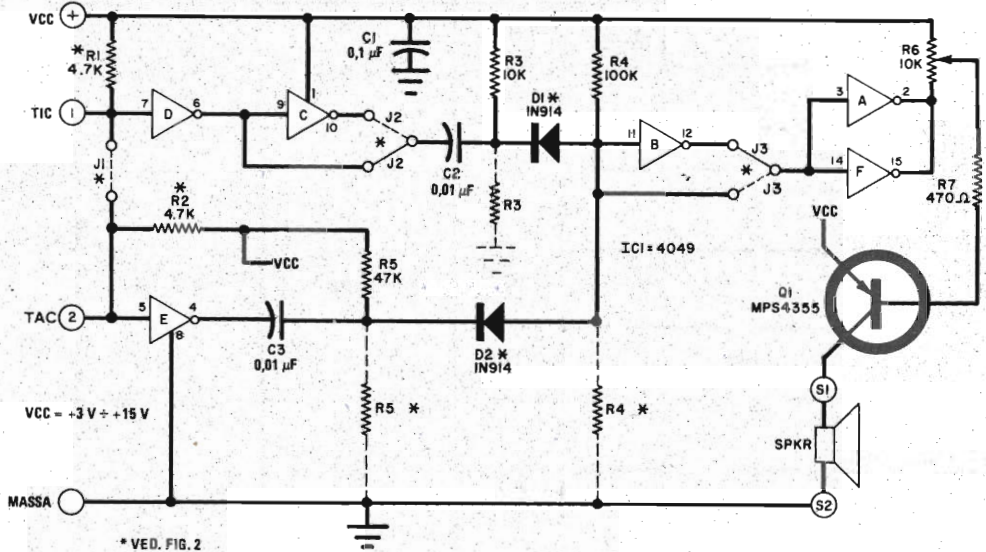 VCC +
C1
0,1 µF
* R1
4.7K
R3
10K
R4
100K
R6
10K
D1*
1N914
TIC 1
7 D 6
9 C 1
10
J2
*
J2
C2
0,01 µF
11 B 12
J3
*
J3
3 A 2
14 F 15
R7
470Ω
J1
*
*
R2
4.7K
R3
VCC
R5
47K
IC1 = 4049
VCC
Q1
MPS4355
TAC 2
5 E 4
8
C3
0,01 µF
D2 *
1N914
R5 *
R4 *
S1
SPKR
S2
VCC = +3 V ÷ +15 V
MASSA
* VED. FIG. 2